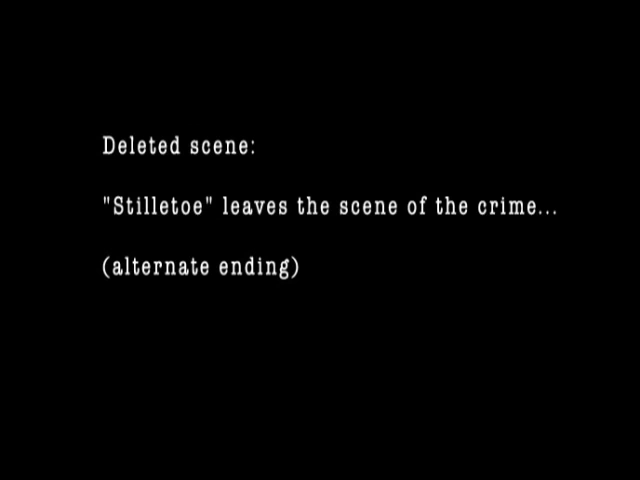 Deleted scene:
"Stilletoe" leaves the scene of the crime...
(alternate ending)